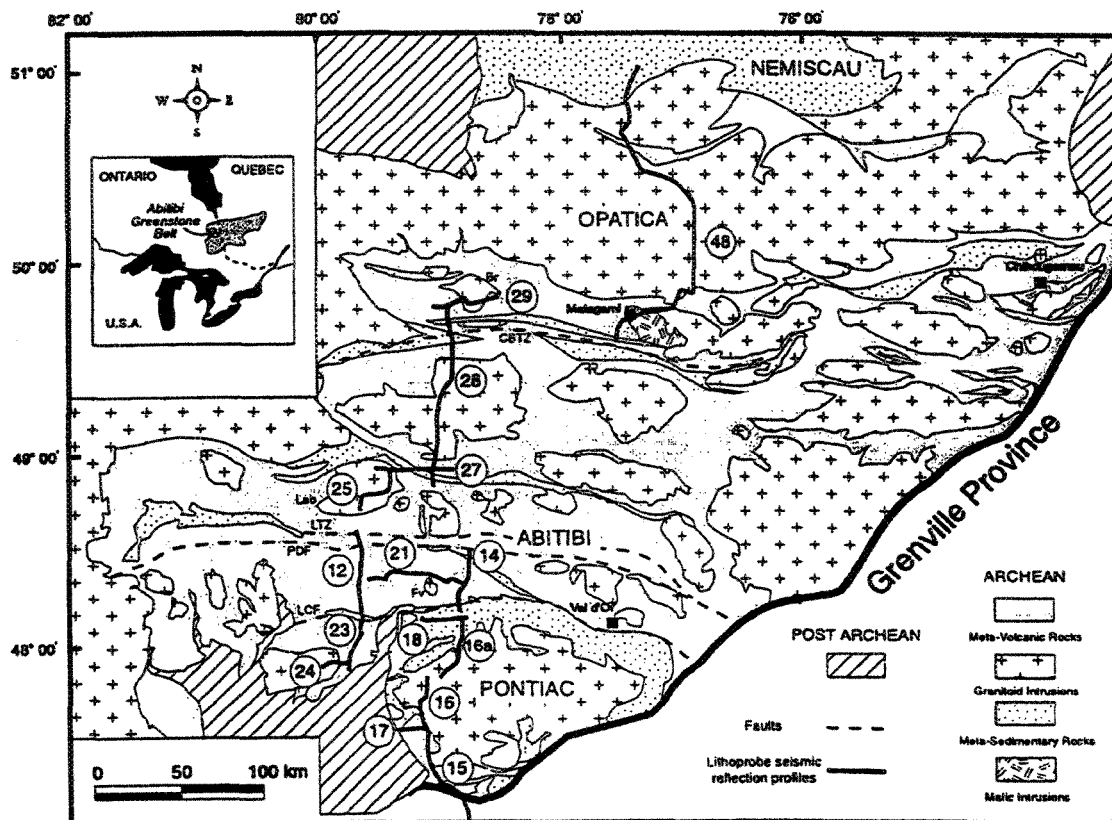 82° 00'
80° 00'
78° 00'
76° 00'
51° 00'
50° 00'
49° 00'
48° 00'
N
W
E
S
ONTARIO
QUEBEC
Abitibi
Greenstone
Belt
U.S.A.
NEMISCAU
OPATICA
48
Chibougamau
Br
29
Matagami
CBTZ
28
27
25
Lab
LTZ
ABITIBI
PDF
21
14
12
Fv
Val d'Or
LCF
23
18
16a
24
PONTIAC
16
17
15
Grenville Province
0 50 100 km
POST ARCHEAN
Faults
Lithoprobe seismic
reflection profiles
ARCHEAN
Meta-Volcanic Rocks
Granitoid Intrusions
Meta-Sedimentary Rocks
Mafic Intrusions